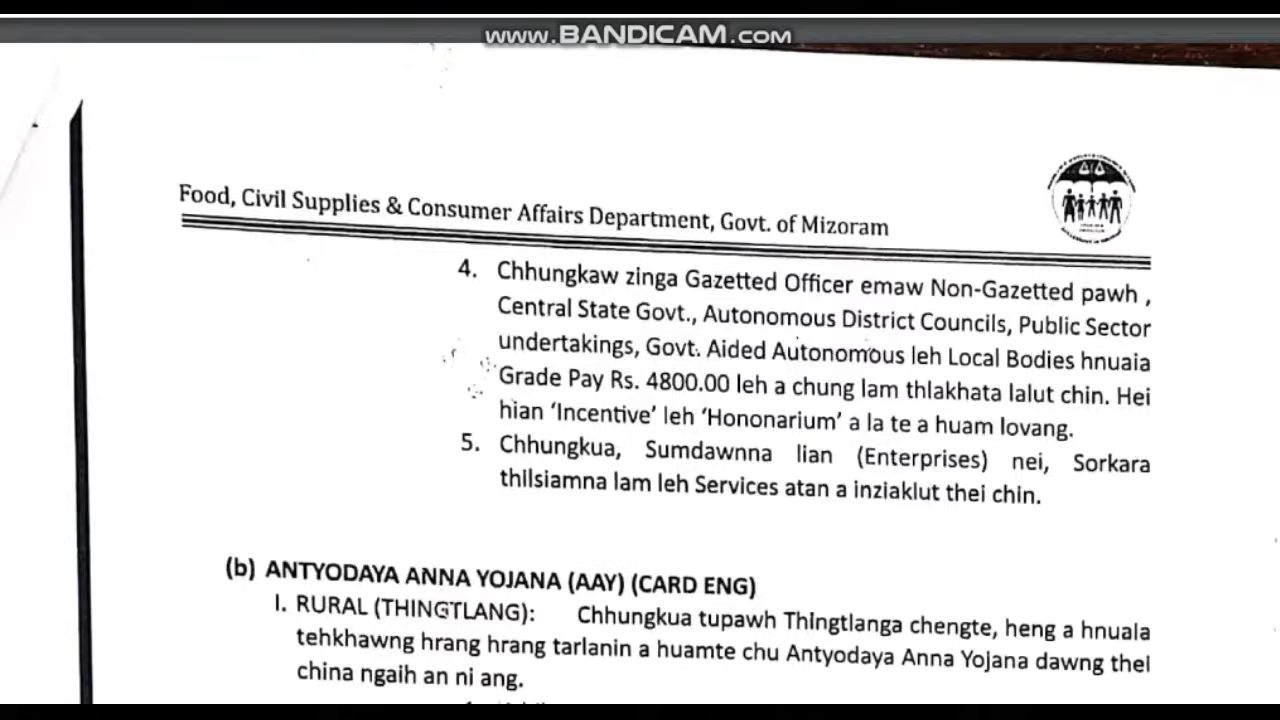 www.BANDICAM.com
Food, Civil Supplies & Consumer Affairs Department, Govt. of Mizoram
4. Chhungkaw zinga Gazetted Officer emaw Non-Gazetted pawh ,
Central State Govt., Autonomous District Councils, Public Sector
undertakings, Govt. Aided Autonomous leh Local Bodies hnuaia
Grade Pay Rs. 4800.00 leh a chung lam thlakhata lalut chin. Hei
hian ‘Incentive’ leh ‘Hononarium’ a la te a huam lovang.
5. Chhungkua, Sumdawnna lian (Enterprises) nei, Sorkara
thilsiamna lam leh Services atan a inziaklut thei chin.
(b) ANTYODAYA ANNA YOJANA (AAY) (CARD ENG)
I. RURAL (THINGTLANG): Chhungkua tupawh Thingtlanga chengte, heng a hnuala
tehkhawng hrang hrang tarlanin a huamte chu Antyodaya Anna Yojana dawng thei
china ngaih an ni ang.